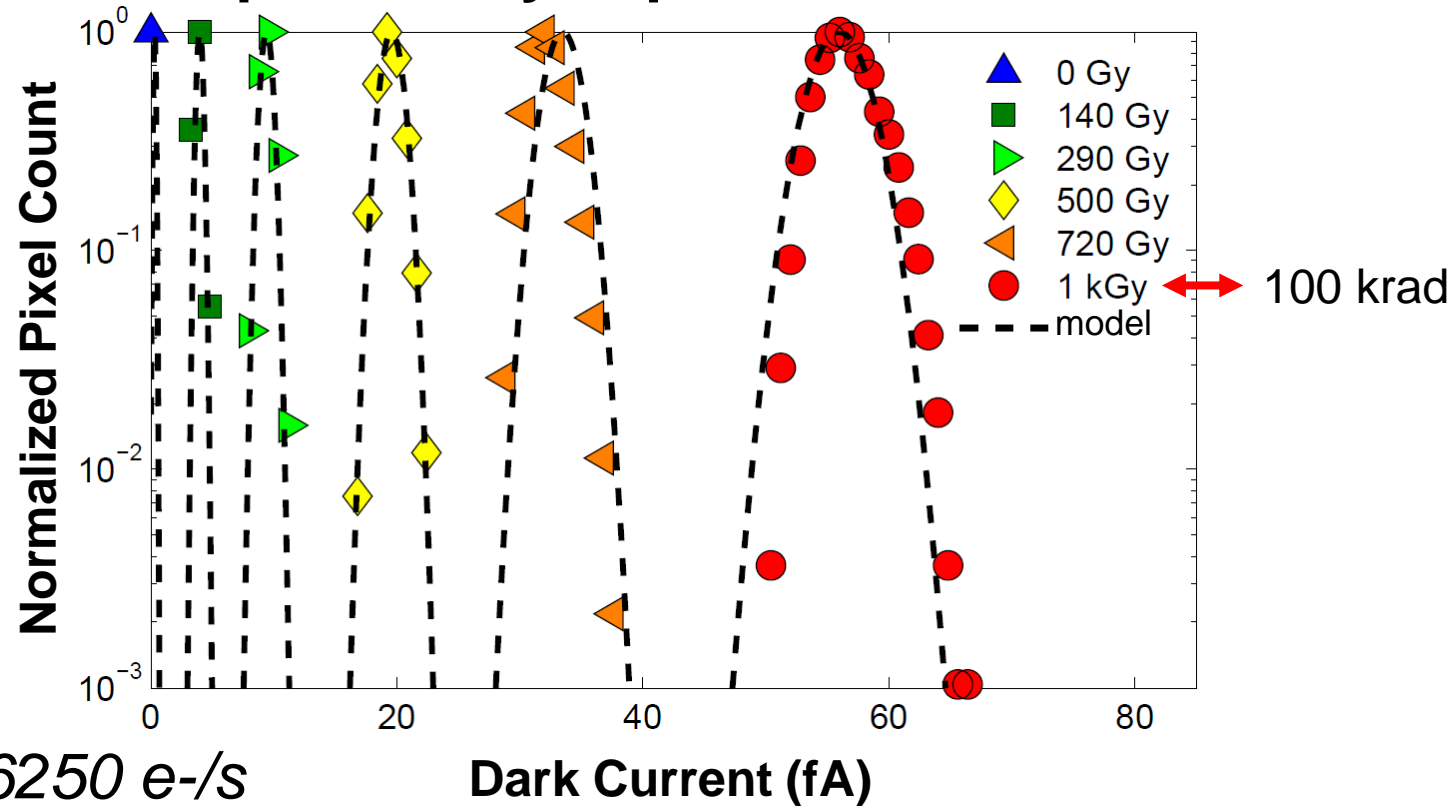 Normalized Pixel Count
10^0
10^-1
10^-2
10^-3
0 Gy
140 Gy
290 Gy
500 Gy
720 Gy
1 kGy
100 krad
model
0 20 40 60 80
6250 e-/s
Dark Current (fA)